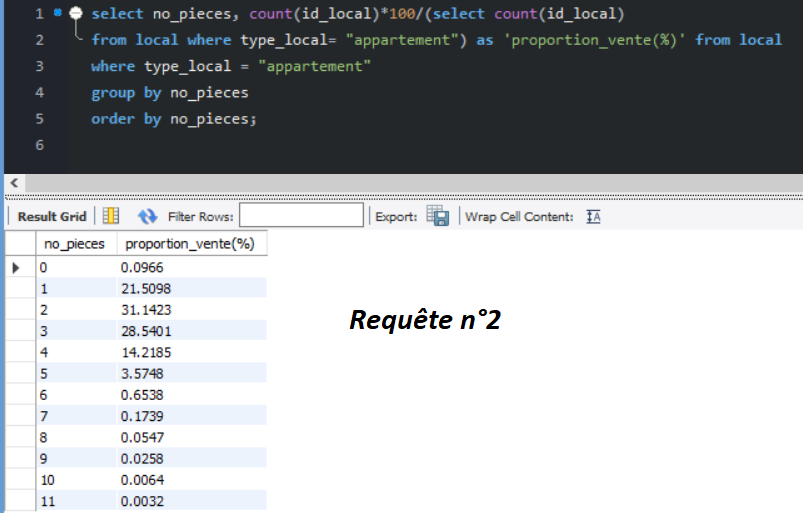 1 select no_pieces, count(id_local)*100/(select count(id_local)
2 from local where type_local= "appartement") as 'proportion_vente(%)' from local
3 where type_local = "appartement"
4 group by no_pieces
5 order by no_pieces;
6
Result Grid Filter Rows: Export: Wrap Cell Content: IA
no_pieces proportion_vente(%)
0 0.0966
1 21.5098
2 31.1423
Requête n°2
3 28.5401
4 14.2185
5 3.5748
6 0.6538
7 0.1739
8 0.0547
9 0.0258
10 0.0064
11 0.0032